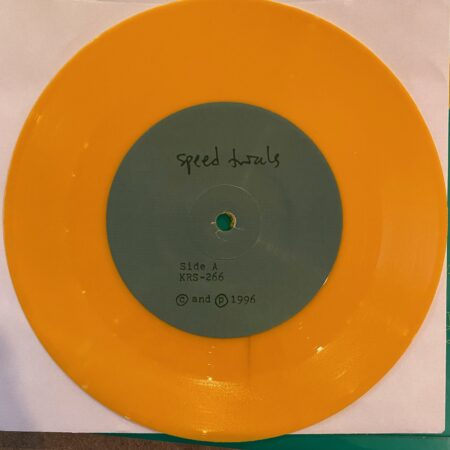 speed trials
Side A
KRS-266
© and ℗ 1996